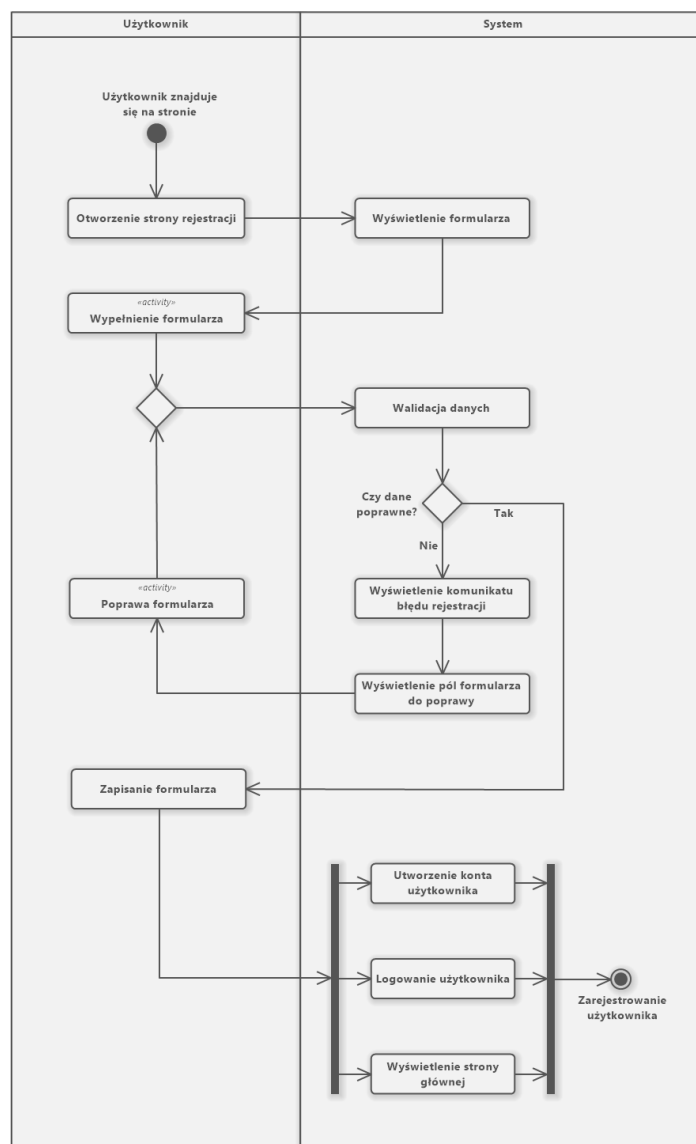 Użytkownik
System
Użytkownik znajduje
się na stronie
Otworzenie strony rejestracji
Wyświetlenie formularza
«activity»
Wypełnienie formularza
Walidacja danych
Czy dane
poprawne?
Tak
Nie
Wyświetlenie komunikatu
błędu rejestracji
«activity»
Poprawa formularza
Wyświetlenie pól formularza
do poprawy
Zapisanie formularza
Utworzenie konta
użytkownika
Logowanie użytkownika
Zarejestrowanie
użytkownika
Wyświetlenie strony
głównej